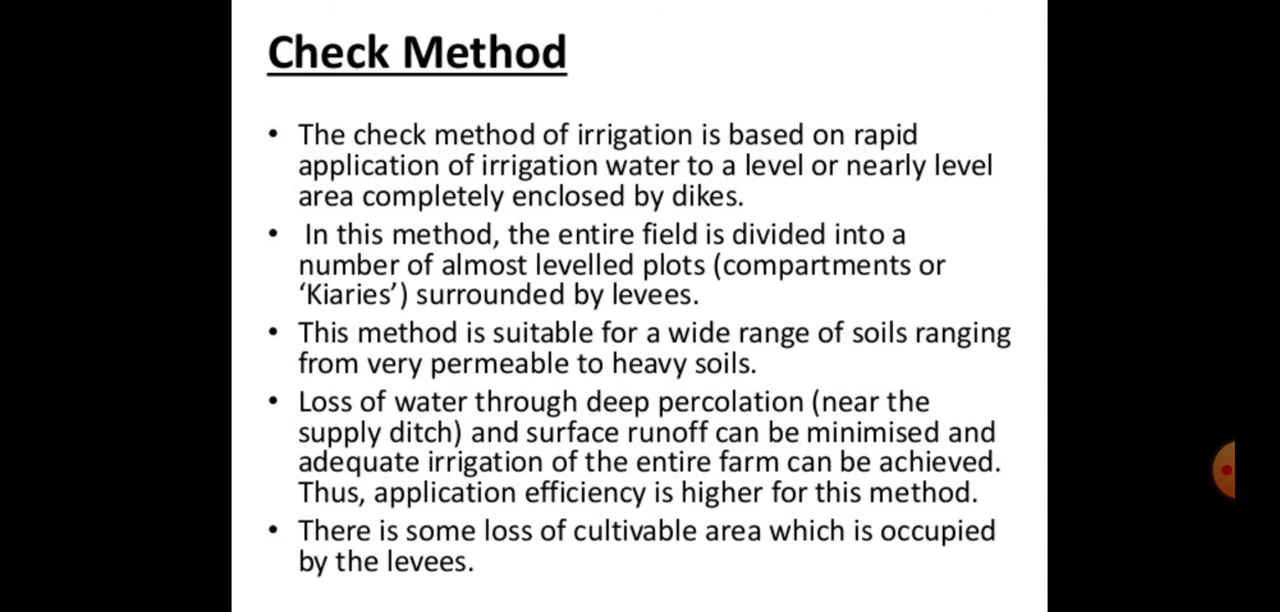 Check Method
• The check method of irrigation is based on rapid
application of irrigation water to a level or nearly level
area completely enclosed by dikes.
• In this method, the entire field is divided into a
number of almost levelled plots (compartments or
‘Kiaries’) surrounded by levees.
• This method is suitable for a wide range of soils ranging
from very permeable to heavy soils.
• Loss of water through deep percolation (near the
supply ditch) and surface runoff can be minimised and
adequate irrigation of the entire farm can be achieved.
Thus, application efficiency is higher for this method.
• There is some loss of cultivable area which is occupied
by the levees.